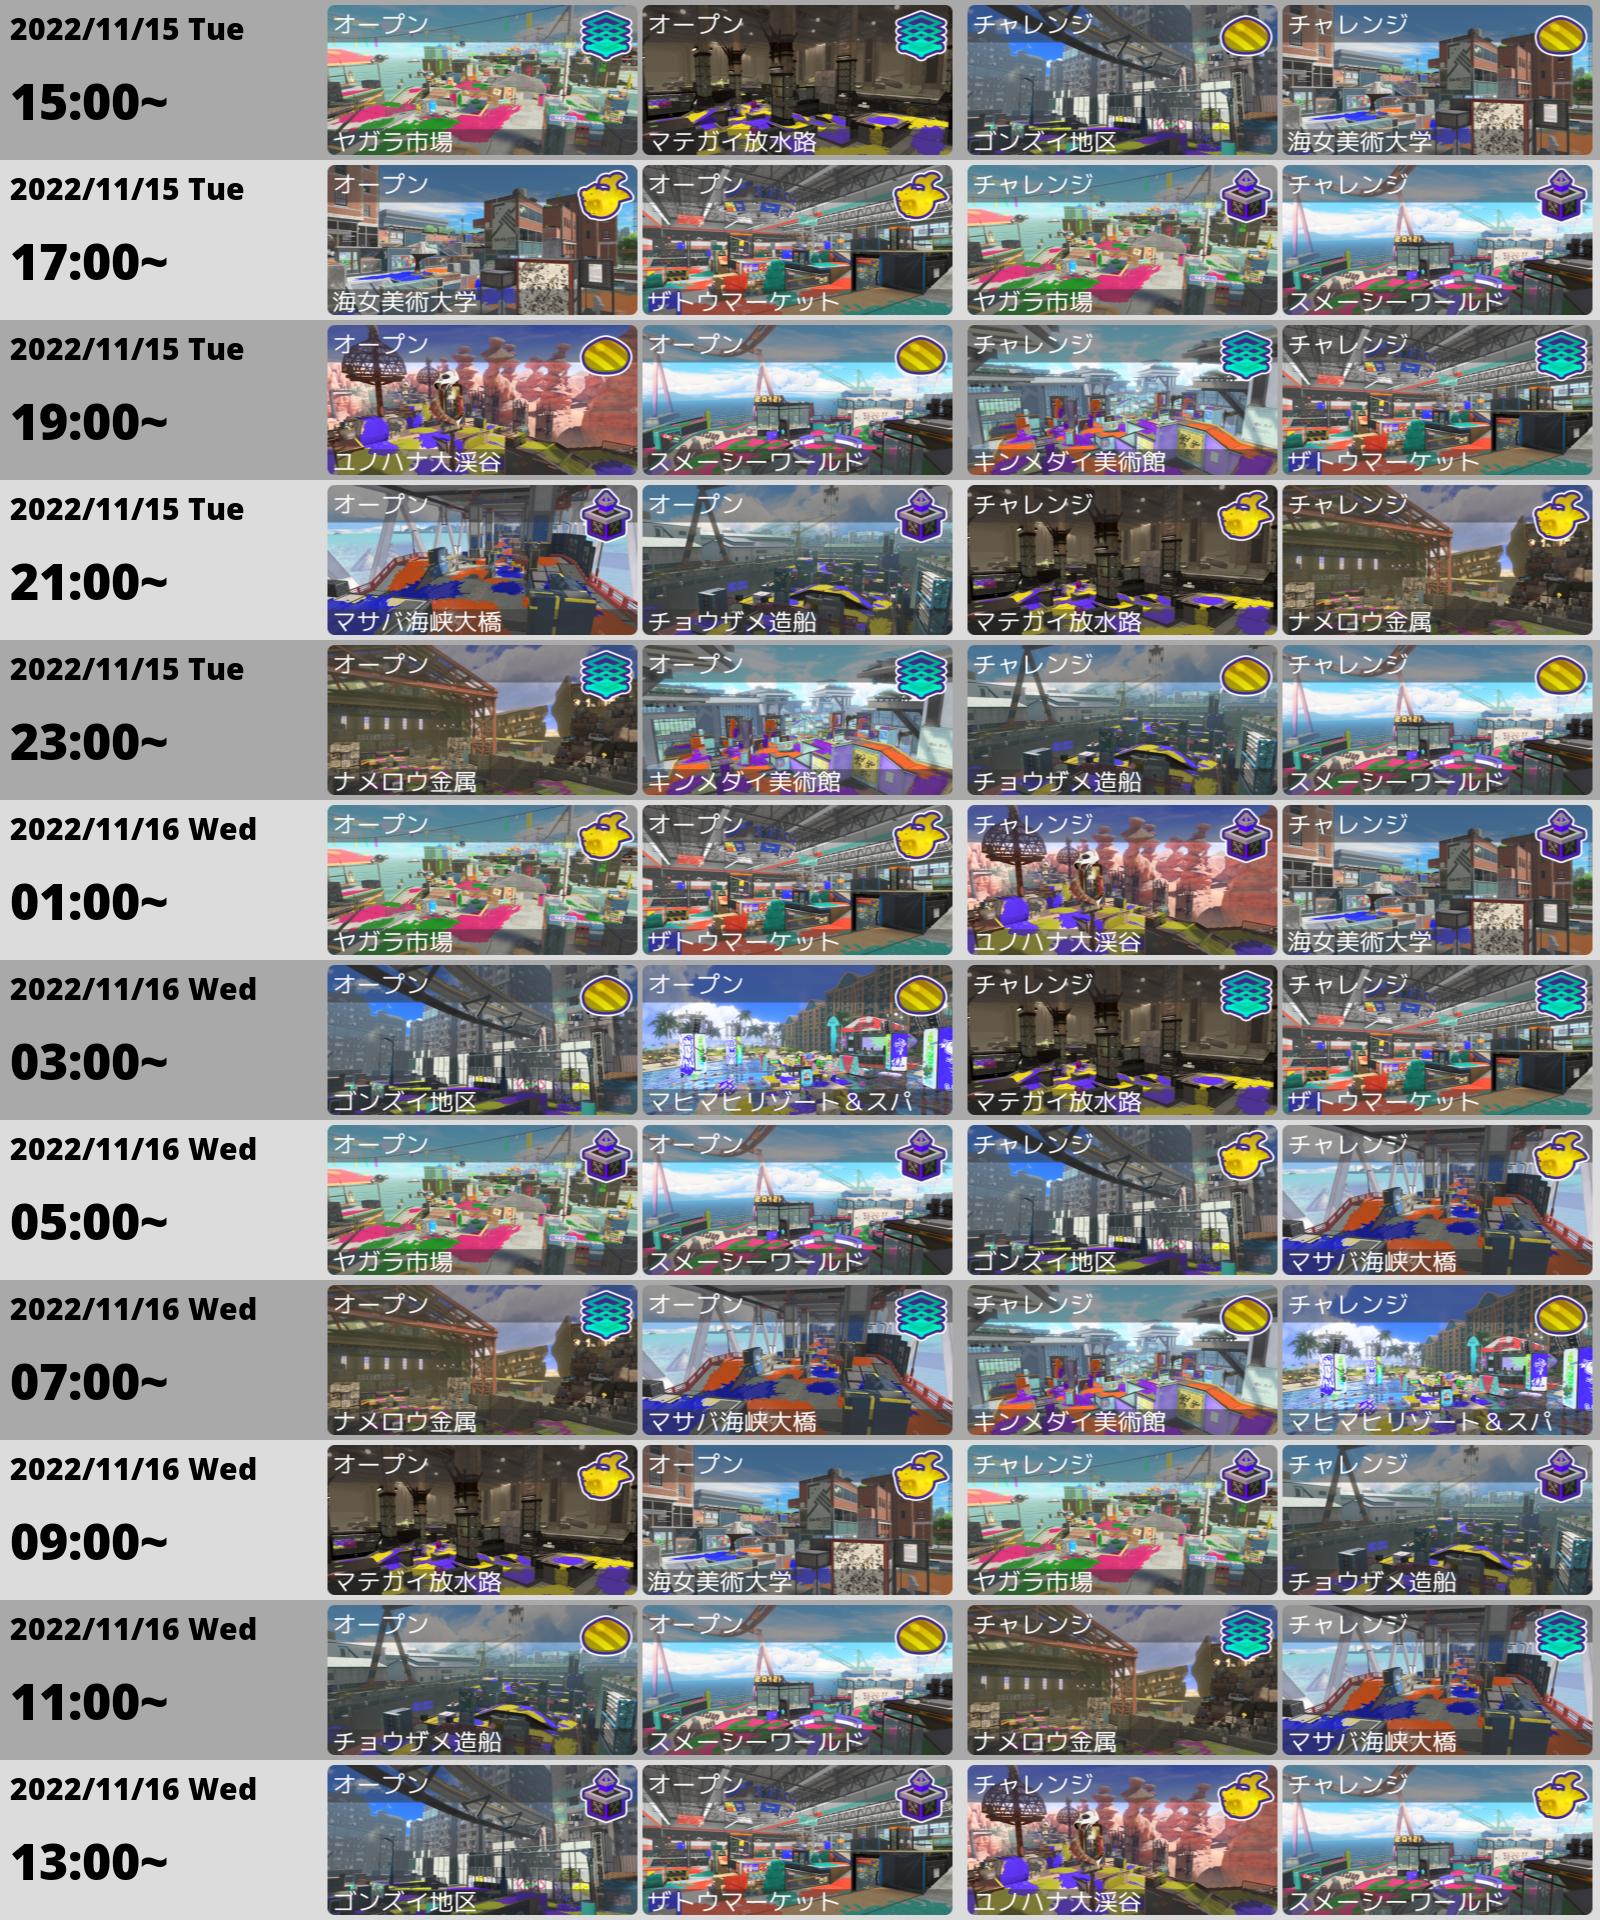 2022/11/15 Tue
15:00~
オープン
ヤガラ市場
オープン
マテガイ放水路
チャレンジ
ゴンズイ地区
チャレンジ
海女美術大学
2022/11/15 Tue
17:00~
オープン
海女美術大学
オープン
ザトウマーケット
チャレンジ
ヤガラ市場
チャレンジ
スメーシーワールド
2022/11/15 Tue
19:00~
オープン
ユノハナ大渓谷
オープン
スメーシーワールド
チャレンジ
キンメダイ美術館
チャレンジ
ザトウマーケット
2022/11/15 Tue
21:00~
オープン
マサバ海峡大橋
オープン
チョウザメ造船
チャレンジ
マテガイ放水路
チャレンジ
ナメロウ金属
2022/11/15 Tue
23:00~
オープン
ナメロウ金属
オープン
キンメダイ美術館
チャレンジ
チョウザメ造船
チャレンジ
スメーシーワールド
2022/11/16 Wed
01:00~
オープン
ヤガラ市場
オープン
ザトウマーケット
チャレンジ
ユノハナ大渓谷
チャレンジ
海女美術大学
2022/11/16 Wed
03:00~
オープン
ゴンズイ地区
オープン
マヒマヒリゾート＆スパ
チャレンジ
マテガイ放水路
チャレンジ
ザトウマーケット
2022/11/16 Wed
05:00~
オープン
ヤガラ市場
オープン
スメーシーワールド
チャレンジ
ゴンズイ地区
チャレンジ
マサバ海峡大橋
2022/11/16 Wed
07:00~
オープン
ナメロウ金属
オープン
マサバ海峡大橋
チャレンジ
キンメダイ美術館
チャレンジ
マヒマヒリゾート＆スパ
2022/11/16 Wed
09:00~
オープン
マテガイ放水路
オープン
海女美術大学
チャレンジ
ヤガラ市場
チャレンジ
チョウザメ造船
2022/11/16 Wed
11:00~
オープン
チョウザメ造船
オープン
スメーシーワールド
チャレンジ
ナメロウ金属
チャレンジ
マサバ海峡大橋
2022/11/16 Wed
13:00~
オープン
ゴンズイ地区
オープン
ザトウマーケット
チャレンジ
ユノハナ大渓谷
チャレンジ
スメーシーワールド